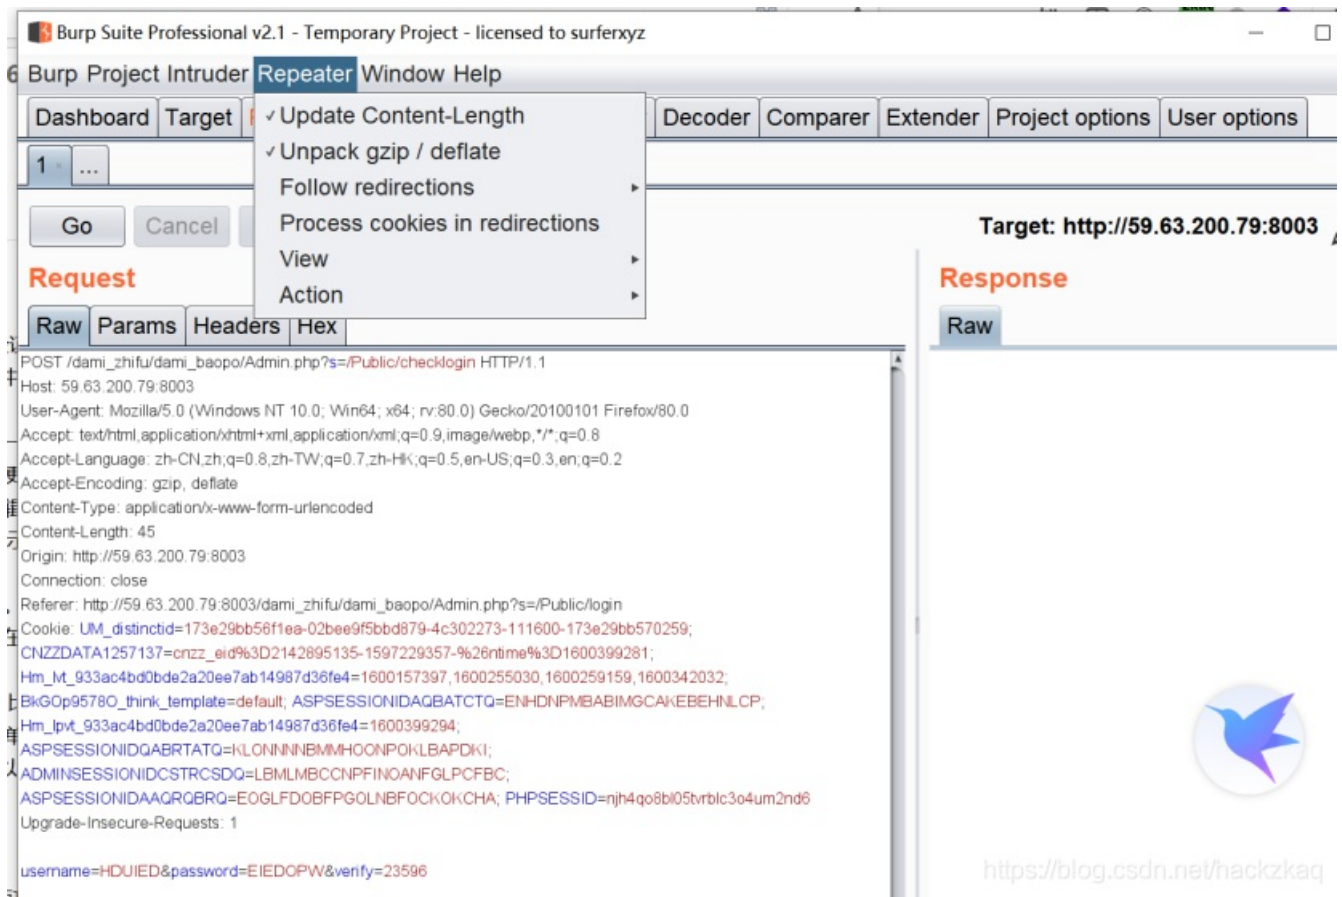 Burp Suite Professional v2.1 - Temporary Project - licensed to surferxyz
Burp Project Intruder Repeater Window Help
Dashboard Target Decoder Comparer Extender Project options User options
✓Update Content-Length
✓Unpack gzip / deflate
1 ...
Follow redirections
Process cookies in redirections
View
Action
Go Cancel
Target: http://59.63.200.79:8003
Request
Response
Raw Params Headers Hex
Raw
POST /dami_zhifu/dami_baopo/Admin.php?s=/Public/checklogin HTTP/1.1
Host: 59.63.200.79:8003
User-Agent: Mozilla/5.0 (Windows NT 10.0; Win64; x64; rv:80.0) Gecko/20100101 Firefox/80.0
Accept: text/html,application/xhtml+xml,application/xml;q=0.9,image/webp,*/*;q=0.8
Accept-Language: zh-CN,zh;q=0.8,zh-TW;q=0.7,zh-HK;q=0.5,en-US;q=0.3,en;q=0.2
Accept-Encoding: gzip, deflate
Content-Type: application/x-www-form-urlencoded
Content-Length: 45
Origin: http://59.63.200.79:8003
Connection: close
Referer: http://59.63.200.79:8003/dami_zhifu/dami_baopo/Admin.php?s=/Public/login
Cookie: UM_distinctid=173e29bb56f1ea-02bee9f5bbd879-4c302273-111600-173e29bb570259;
CNZZDATA1257137=cnzz_eid%3D2142895135-1597229357-%26ntime%3D1600399281;
Hm_lvt_933ac4bd0bde2a20ee7ab14987d36fe4=1600157397,1600255030,1600259159,1600342032;
BkGOp9578O_think_template=default; ASPSESSIONIDAQBATCTQ=ENHDNPMBABIMGCAKEBEHNLCP;
Hm_lpvt_933ac4bd0bde2a20ee7ab14987d36fe4=1600399294;
ASPSESSIONIDQABRTATQ=KLONNNNBMMHOONPOKLBAPDKI;
ADMINSESSIONIDCSTRCSDQ=LBMLMBCCNPFINOANFGLPCFBC;
ASPSESSIONIDAAQRQBRQ=EOGLFDOBFPGOLNBFOCKOKCHA; PHPSESSID=njh4qo8bl05tvrblc3o4um2nd6
Upgrade-Insecure-Requests: 1
username=HDUIED&password=EIEDOPW&verify=23596
https://blog.csdn.net/hackzkaq